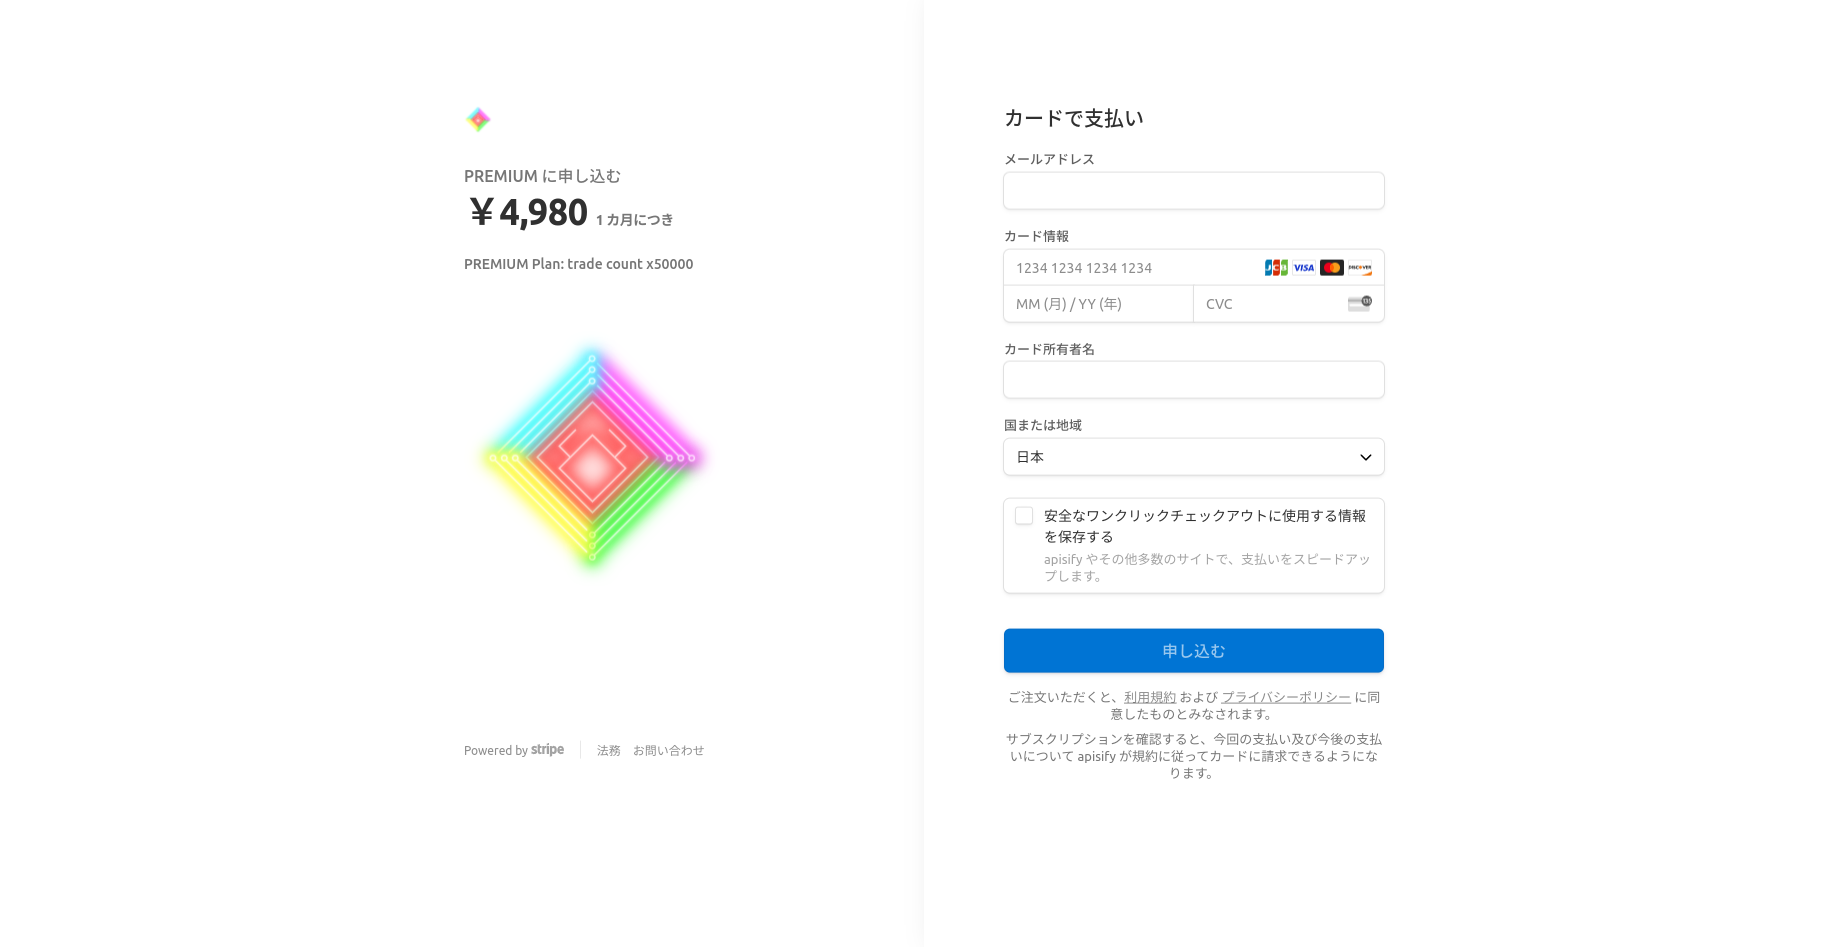 PREMIUM に申し込む
￥4,980 1 カ月につき
PREMIUM Plan: trade count x50000
Powered by stripe
法務 お問い合わせ
カードで支払い
メールアドレス
カード情報
1234 1234 1234 1234
JCB VISA DISCOVER
MM (月) / YY (年)
CVC
135
カード所有者名
国または地域
日本
安全なワンクリックチェックアウトに使用する情報
を保存する
apisify やその他多数のサイトで、支払いをスピードアッ
プします。
申し込む
ご注文いただくと、利用規約 および プライバシーポリシー に同
意したものとみなされます。
サブスクリプションを確認すると、今回の支払い及び今後の支払
いについて apisify が規約に従ってカードに請求できるようにな
ります。